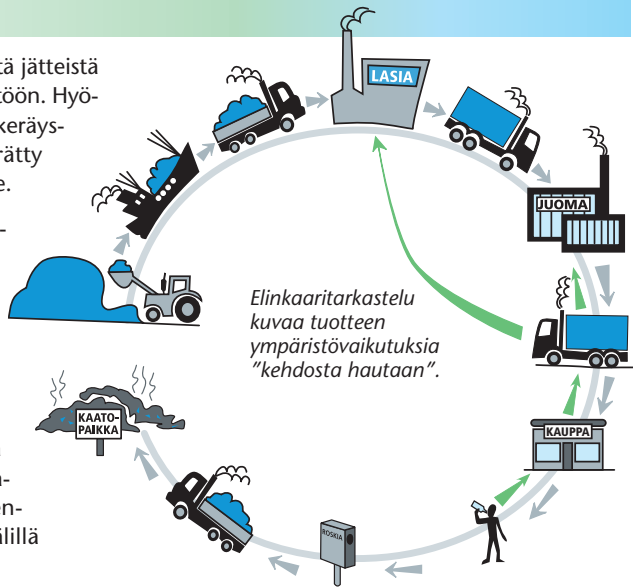 tä jätteistä
töön. Hyö-
keräys-
rätty
e.
-
a-
en-
älillä
LASIA
JUOMA
Elinkaaritarkastelu
kuvaa tuotteen
ympäristövaikutuksia
”kehdosta hautaan”.
KAUPPA
KAATO-
PAIKKA
ROSKIA